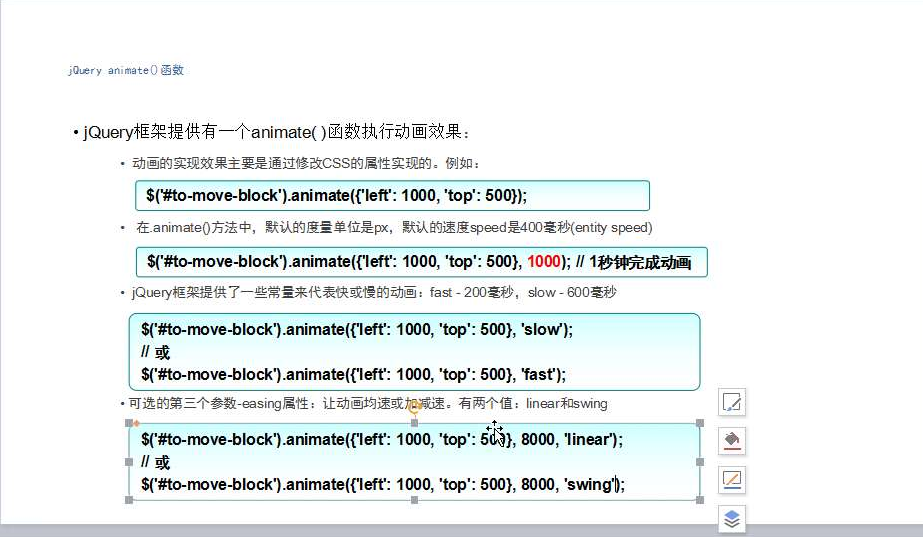 jQuery animate()函数
• jQuery框架提供有一个animate( )函数执行动画效果：
• 动画的实现效果主要是通过修改CSS的属性实现的。例如：
$('#to-move-block').animate({'left': 1000, 'top': 500});
• 在.animate()方法中，默认的度量单位是px，默认的速度speed是400毫秒(entity speed)
$('#to-move-block').animate({'left': 1000, 'top': 500}, 1000); // 1秒钟完成动画
• jQuery框架提供了一些常量来代表快或慢的动画：fast - 200毫秒，slow - 600毫秒
$('#to-move-block').animate({'left': 1000, 'top': 500}, 'slow');
// 或
$('#to-move-block').animate({'left': 1000, 'top': 500}, 'fast');
• 可选的第三个参数-easing属性：让动画均速或加减速。有两个值：linear和swing
$('#to-move-block').animate({'left': 1000, 'top': 500}, 8000, 'linear');
// 或
$('#to-move-block').animate({'left': 1000, 'top': 500}, 8000, 'swing');